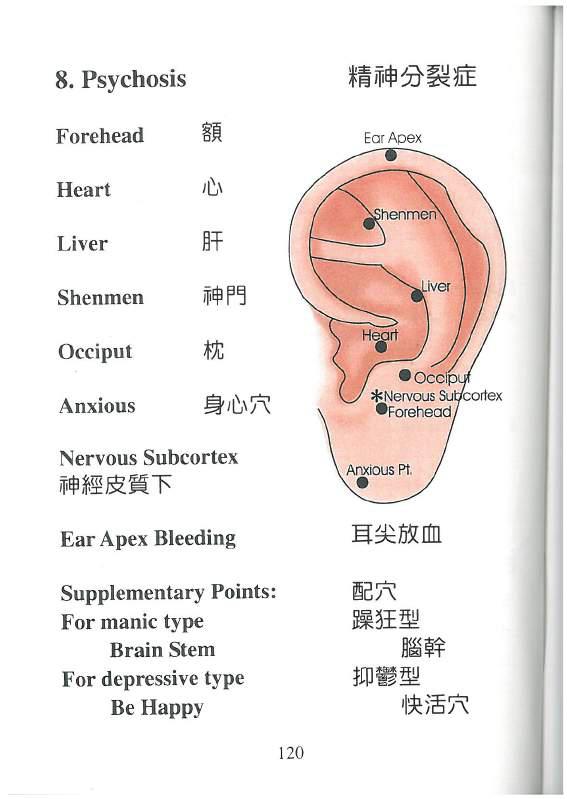 8. Psychosis 精神分裂症
Forehead 額
Heart 心
Liver 肝
Shenmen 神門
Occiput 枕
Anxious 身心穴
Nervous Subcortex
神經皮質下
Ear Apex Bleeding 耳尖放血
Supplementary Points: 配穴
For manic type 躁狂型
Brain Stem 腦幹
For depressive type 抑鬱型
Be Happy 快活穴
Ear Apex
Shenmen
Liver
Heart
Occiput
*Nervous Subcortex
Forehead
Anxious Pt.
120